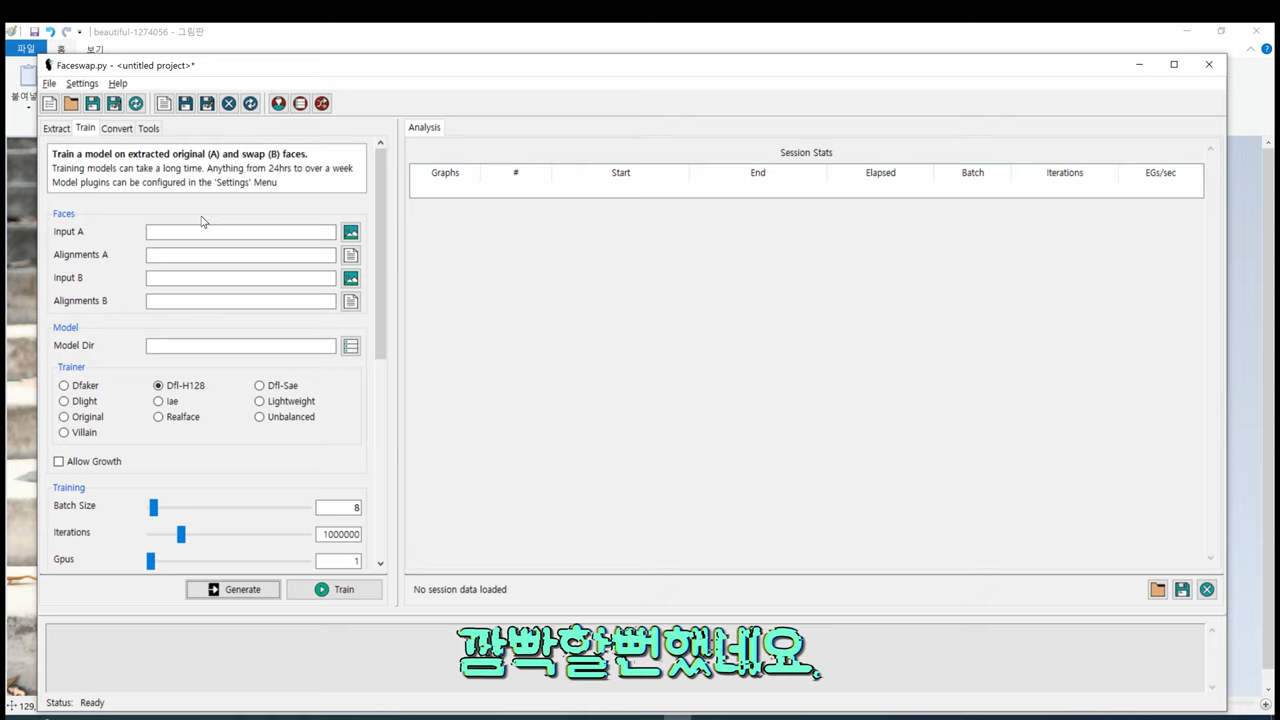 beautiful-1274056 - 그림판
파일 홈 보기
Faceswap.py - <untitled project>*
File Settings Help
Extract Train Convert Tools
Train a model on extracted original (A) and swap (B) faces.
Training models can take a long time. Anything from 24hrs to over a week
Model plugins can be configured in the 'Settings' Menu
Faces
Input A
Alignments A
Input B
Alignments B
Model
Model Dir
Trainer
Dfaker Dfl-H128 Dfl-Sae
Dlight Iae Lightweight
Original Realface Unbalanced
Villain
Allow Growth
Training
Batch Size 8
Iterations 1000000
Gpus 1
Generate Train
Analysis
Session Stats
Graphs # Start End Elapsed Batch Iterations EGs/sec
No session data loaded
깜빡할뻔했네요.
Status: Ready
129,